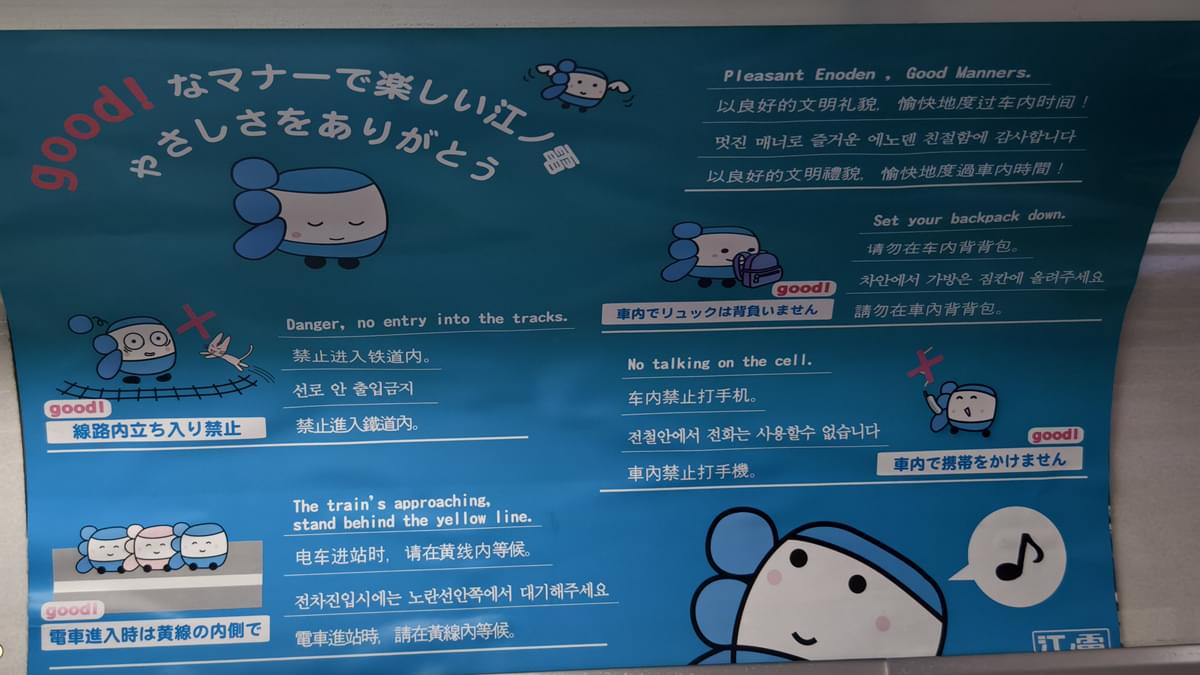 good! なマナーで楽しい江ノ電
やさしさをありがとう
Pleasant Enoden , Good Manners.
以良好的文明礼貌，愉快地度过车内时间！
멋진 매너로 즐거운 에노덴 친절함에 감사합니다
以良好的文明禮貌，愉快地度過車內時間！
good!
車内でリュックは背負いません
Set your backpack down.
请勿在车内背背包。
차안에서 가방은 짐칸에 올려주세요
請勿在車內背背包。
good!
線路内立ち入り禁止
Danger, no entry into the tracks.
禁止进入铁道内。
선로 안 출입금지
禁止進入鐵道內。
No talking on the cell.
车内禁止打手机。
전철안에서 전화는 사용할수 없습니다
車內禁止打手機。
good!
車内で携帯をかけません
good!
電車進入時は黄線の内側で
The train's approaching,
stand behind the yellow line.
电车进站时，请在黄线内等候。
전차진입시에는 노란선안쪽에서 대기해주세요
電車進站時，請在黃線內等候。
江電